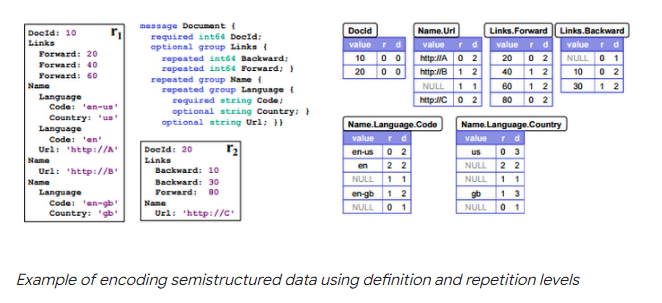 DocId: 10 r1
Links
Forward: 20
Forward: 40
Forward: 60
Name
Language
Code: 'en-us'
Country: 'us'
Language
Code: 'en'
Url: 'http://A'
Name
Url: 'http://B'
Name
Language
Code: 'en-gb'
Country: 'gb'
message Document {
required int64 DocId;
optional group Links {
repeated int64 Backward;
repeated int64 Forward; }
repeated group Name {
repeated group Language {
required string Code;
optional string Country; }
optional string Url; }}
DocId: 20 r2
Links
Backward: 10
Backward: 30
Forward: 80
Name
Url: 'http://C'
DocId
value r d
10 0 0
20 0 0
Name.Url
value r d
http://A 0 2
http://B 1 2
NULL 1 1
http://C 0 2
Links.Forward
value r d
20 0 2
40 1 2
60 1 2
80 0 2
Links.Backward
value r d
NULL 0 1
10 0 2
30 1 2
Name.Language.Code
value r d
en-us 0 2
en 2 2
NULL 1 1
en-gb 1 2
NULL 0 1
Name.Language.Country
value r d
us 0 3
NULL 2 2
NULL 1 1
gb 1 3
NULL 0 1
Example of encoding semistructured data using definition and repetition levels